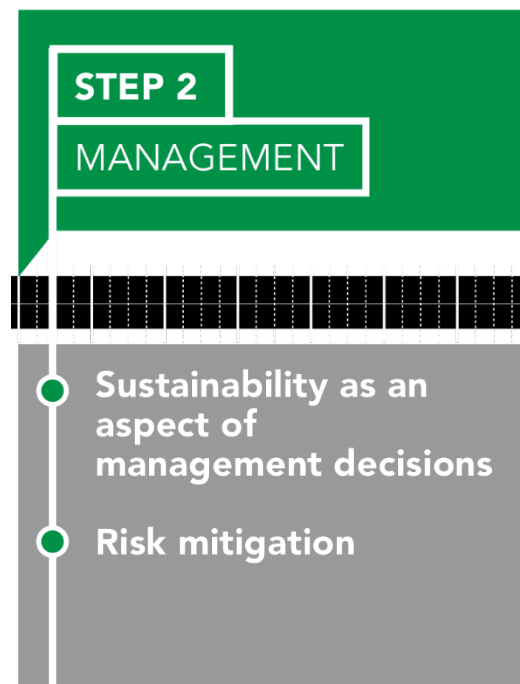 STEP 2
MANAGEMENT
Sustainability as an
aspect of
management decisions
Risk mitigation